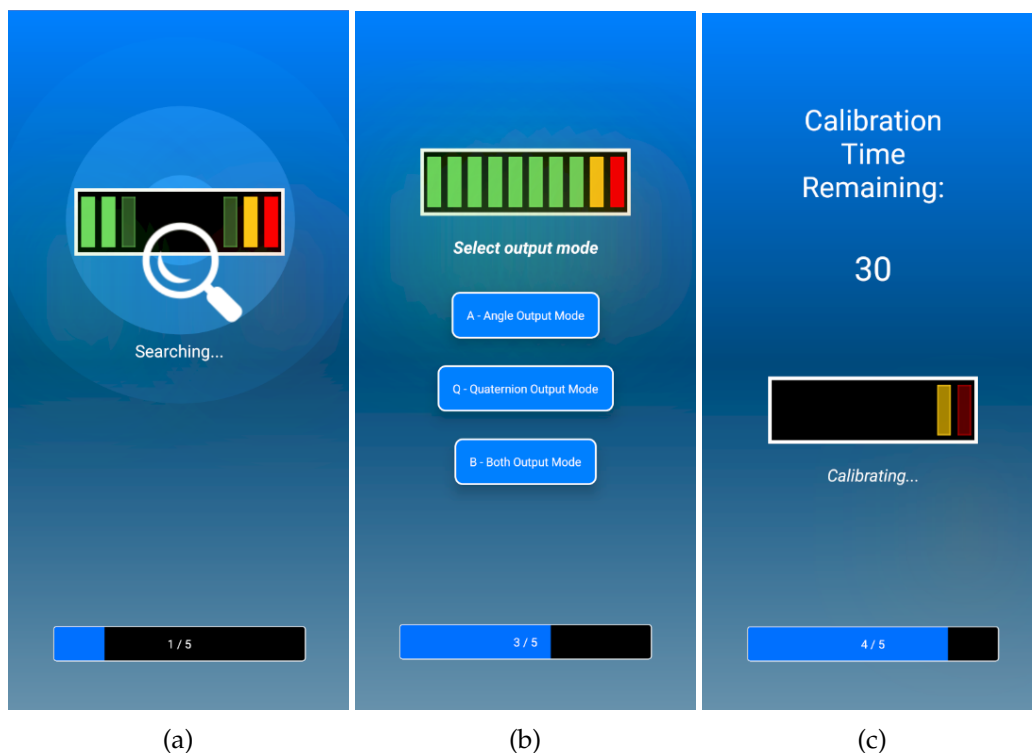 Searching...
1 / 5
(a)
Select output mode
A - Angle Output Mode
Q - Quaternion Output Mode
B - Both Output Mode
3 / 5
(b)
Calibration
Time
Remaining:
30
Calibrating...
4 / 5
(c)